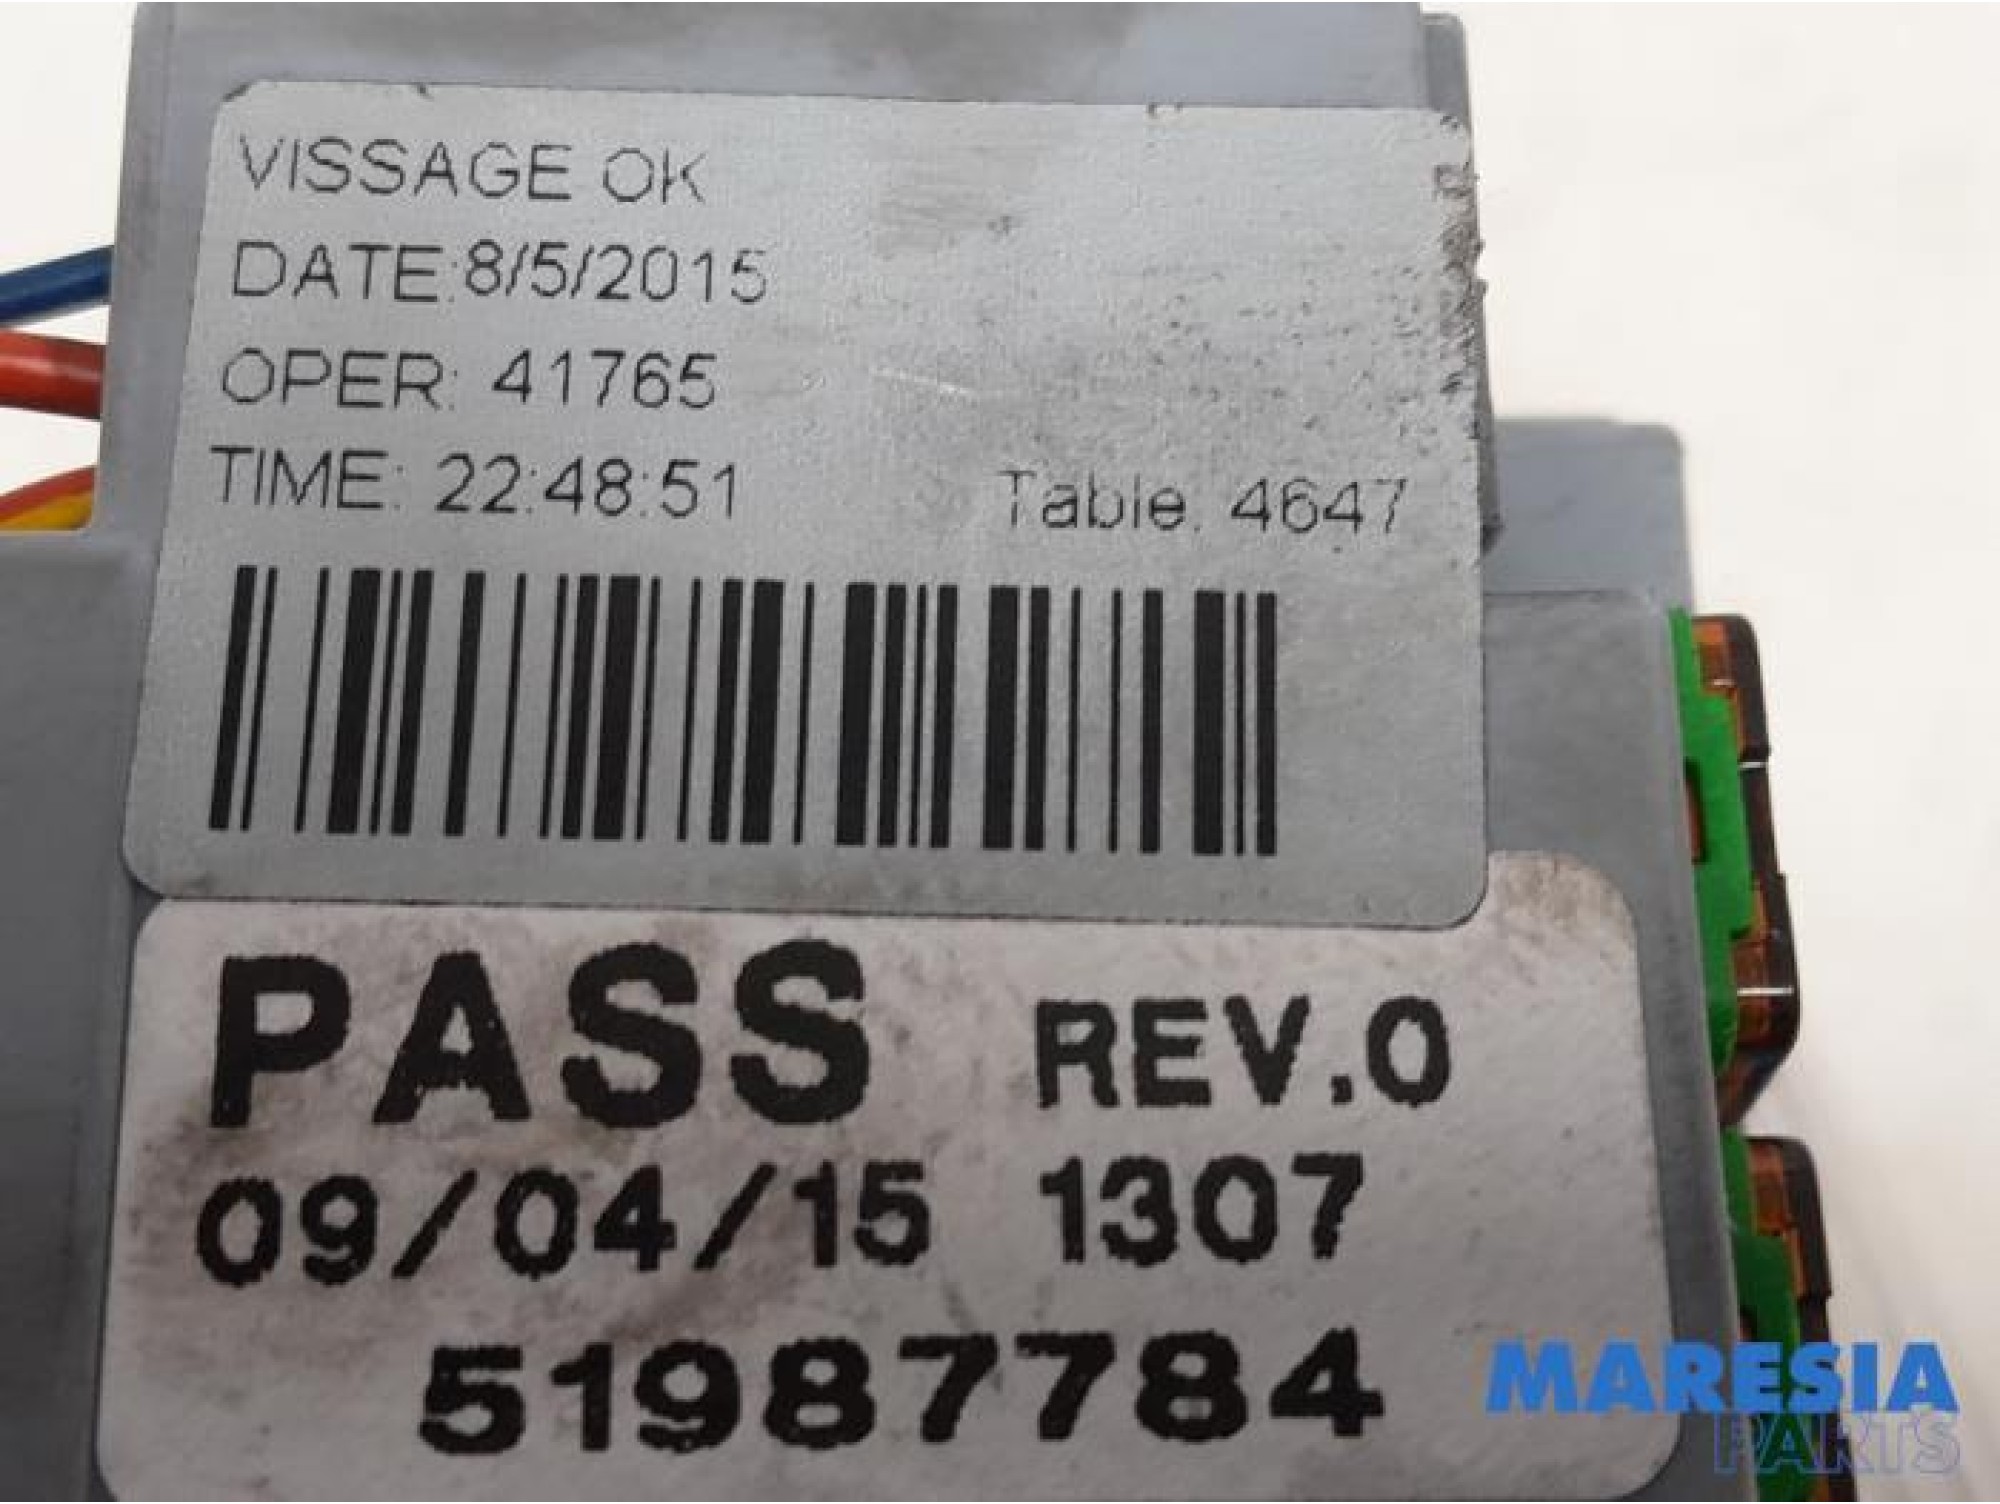 VISSAGE OK
DATE:8/5/2015
OPER: 41765
TIME: 22:48:51 Table: 4647
PASS REV.0
09/04/15 1307
51987784
MARESIA
PARTS